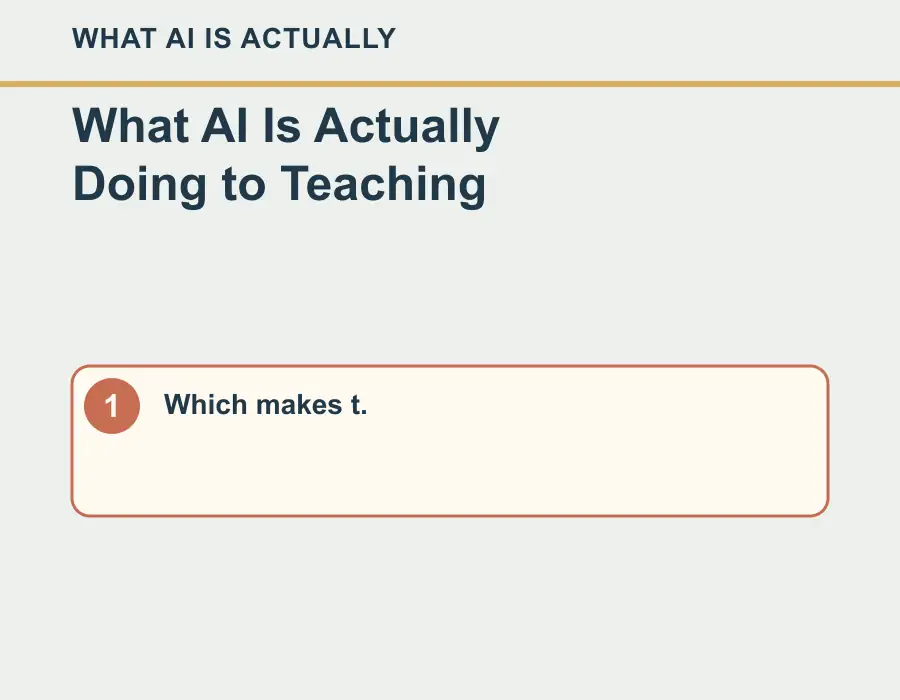 WHAT AI IS ACTUALLY
What AI Is Actually
Doing to Teaching
1
Which makes t.